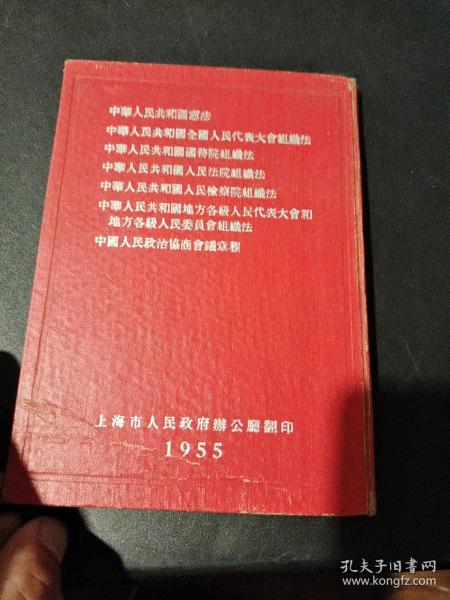 中華人民共和國憲法
中華人民共和國全國人民代表大會組織法
中華人民共和國國務院組織法
中華人民共和國人民法院組織法
中華人民共和國人民檢察院組織法
中華人民共和國地方各級人民代表大會和
地方各級人民委員會組織法
中國人民政治協商會議章程
上海市人民政府辦公廳翻印
1955
孔夫子旧书网
www.kongfz.com